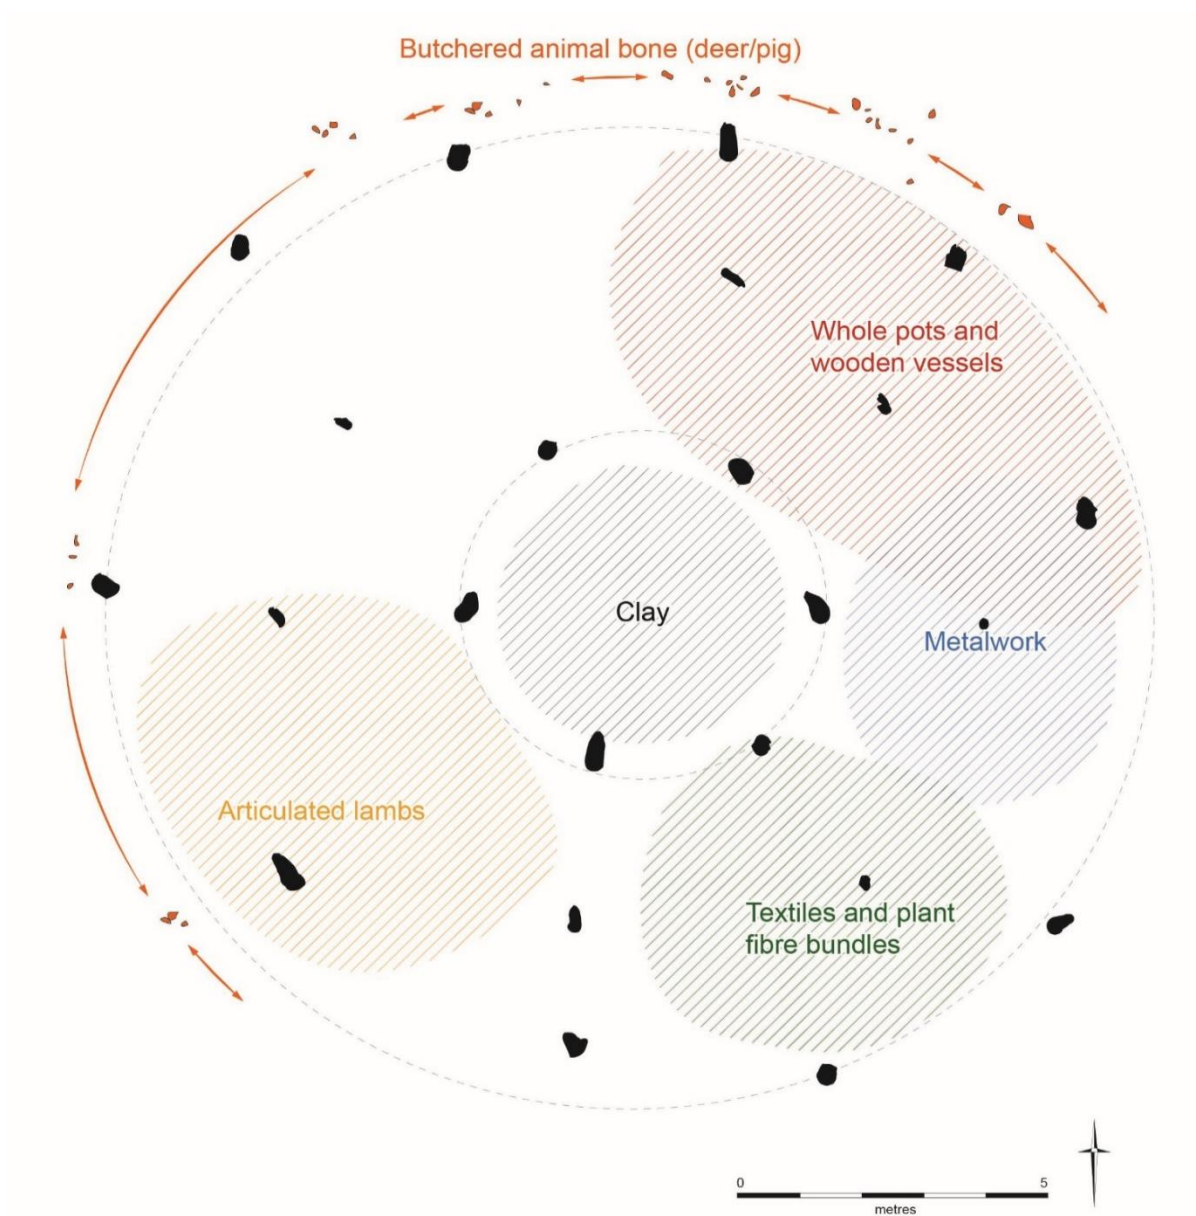 Butchered animal bone (deer/pig)
Whole pots and
wooden vessels
Clay
Metalwork
Articulated lambs
Textiles and plant
fibre bundles
0 5
metres